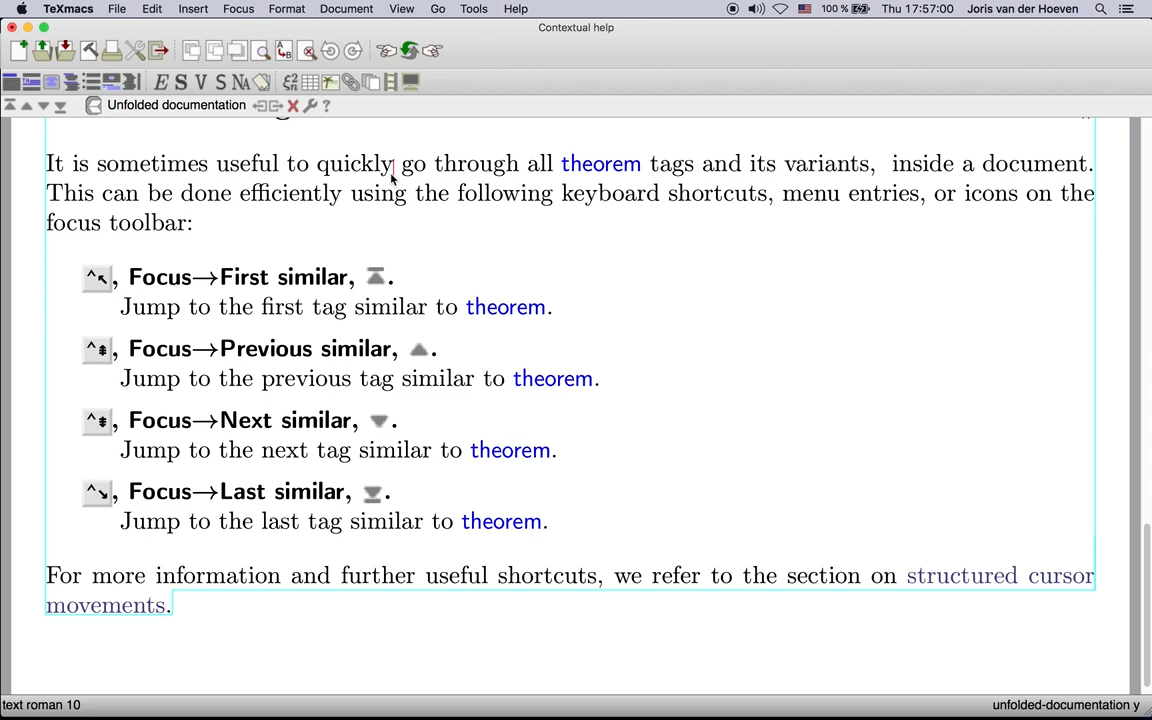 TeXmacs File Edit Insert Focus Format Document View Go Tools Help 100 % Thu 17:57:00 Joris van der Hoeven
Contextual help
Unfolded documentation
It is sometimes useful to quickly go through all theorem tags and its variants, inside a document.
This can be done efficiently using the following keyboard shortcuts, menu entries, or icons on the
focus toolbar:
^↖, Focus→First similar, .
Jump to the first tag similar to theorem.
^⇞, Focus→Previous similar, .
Jump to the previous tag similar to theorem.
^⇟, Focus→Next similar, .
Jump to the next tag similar to theorem.
^↘, Focus→Last similar, .
Jump to the last tag similar to theorem.
For more information and further useful shortcuts, we refer to the section on structured cursor
movements.
text roman 10 unfolded-documentation y